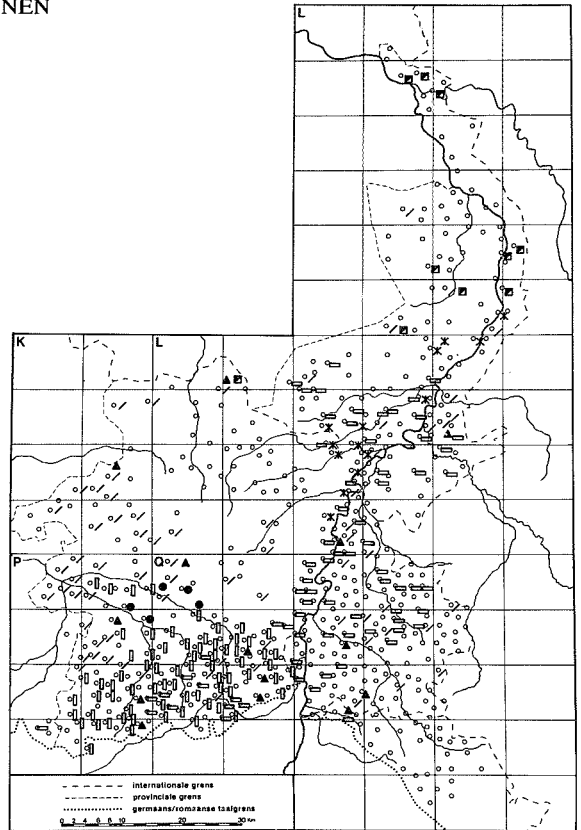 NEN
L
K
L
P
Q
internationale grens
provinciale grens
germaans/romaanse taalgrens
0 2 4 6 8 10 20 30 Km